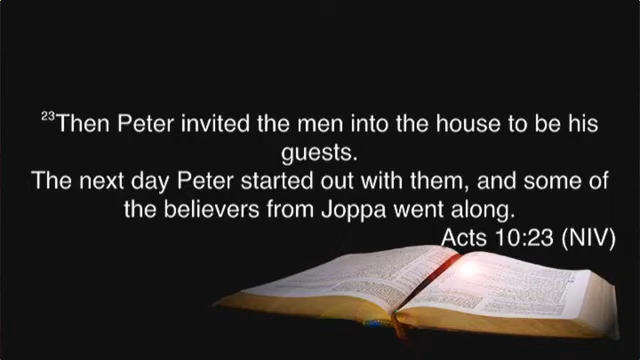 23Then Peter invited the men into the house to be his
guests.
The next day Peter started out with them, and some of
the believers from Joppa went along.
Acts 10:23 (NIV)